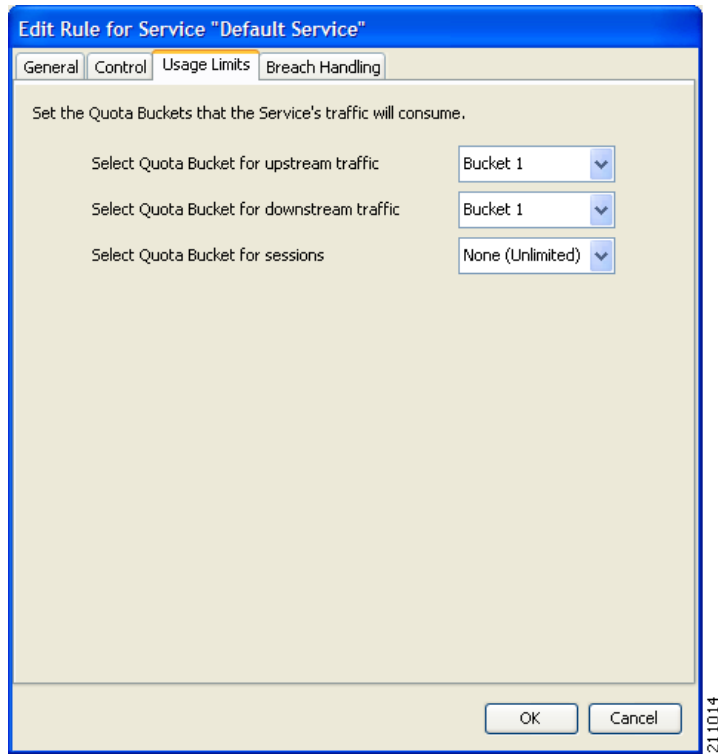 Edit Rule for Service "Default Service"
General Control Usage Limits Breach Handling
Set the Quota Buckets that the Service's traffic will consume.
Select Quota Bucket for upstream traffic Bucket 1
Select Quota Bucket for downstream traffic Bucket 1
Select Quota Bucket for sessions None (Unlimited)
OK Cancel
211014